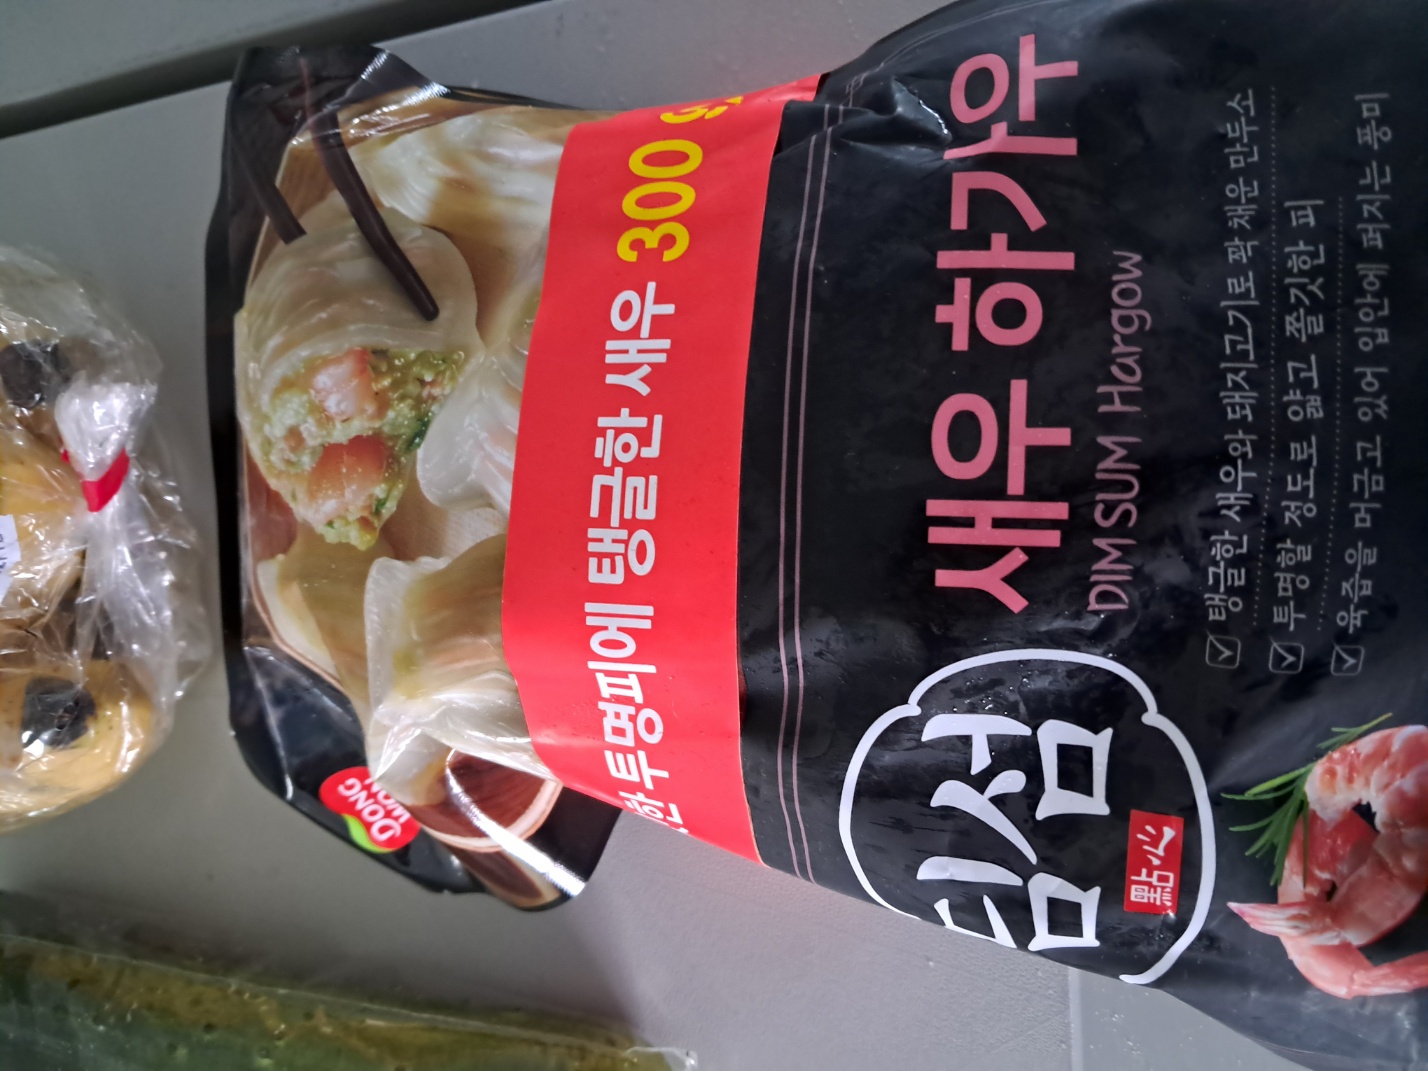 DONG
WON
투명피에 탱글한 새우 300 g
딤섬
點心
새우 하가우
DIM SUM Hargow
탱글한 새우와 돼지고기로 꽉 채운 만두소
투명할 정도로 얇고 쫄깃한 피
육즙을 머금고 있어 입안에 퍼지는 풍미